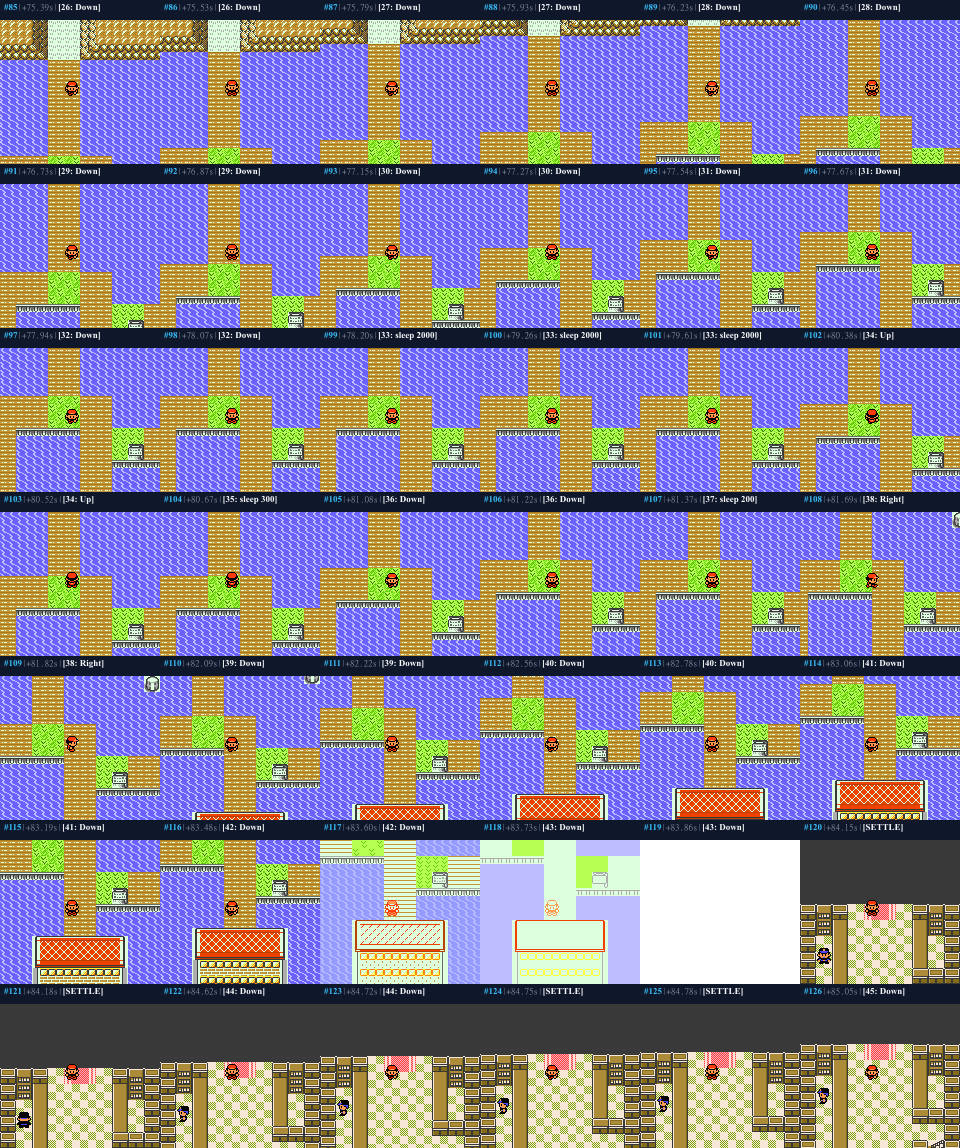 #85|+75.39s|[26: Down] #86|+75.53s|[26: Down] #87|+75.79s|[27: Down] #88|+75.93s|[27: Down] #89|+76.23s|[28: Down] #90|+76.45s|[28: Down]
#91|+76.73s|[29: Down] #92|+76.87s|[29: Down] #93|+77.15s|[30: Down] #94|+77.27s|[30: Down] #95|+77.54s|[31: Down] #96|+77.67s|[31: Down]
#97|+77.94s|[32: Down] #98|+78.07s|[32: Down] #99|+78.20s|[33: sleep 2000] #100|+79.26s|[33: sleep 2000] #101|+79.61s|[33: sleep 2000] #102|+80.38s|[34: Up]
#103|+80.52s|[34: Up] #104|+80.67s|[35: sleep 300] #105|+81.08s|[36: Down] #106|+81.22s|[36: Down] #107|+81.37s|[37: sleep 200] #108|+81.69s|[38: Right]
#109|+81.82s|[38: Right] #110|+82.09s|[39: Down] #111|+82.22s|[39: Down] #112|+82.56s|[40: Down] #113|+82.78s|[40: Down] #114|+83.06s|[41: Down]
#115|+83.19s|[41: Down] #116|+83.48s|[42: Down] #117|+83.60s|[42: Down] #118|+83.73s|[43: Down] #119|+83.86s|[43: Down] #120|+84.15s|[SETTLE]
#121|+84.18s|[SETTLE] #122|+84.62s|[44: Down] #123|+84.72s|[44: Down] #124|+84.75s|[SETTLE] #125|+84.78s|[SETTLE] #126|+85.05s|[45: Down]